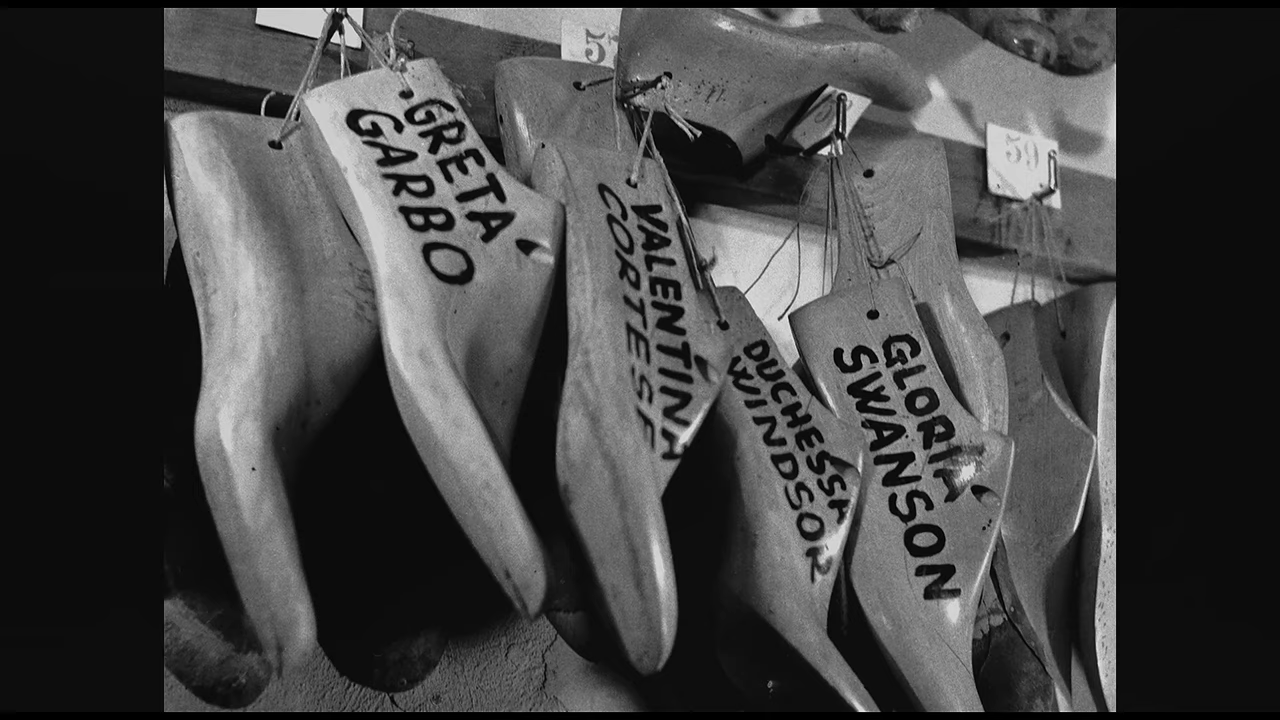 GRETA
GARBO
VALENTINA
CORTESE
DUCHESSA
WINDSOR
GLORIA
SWANSON
59